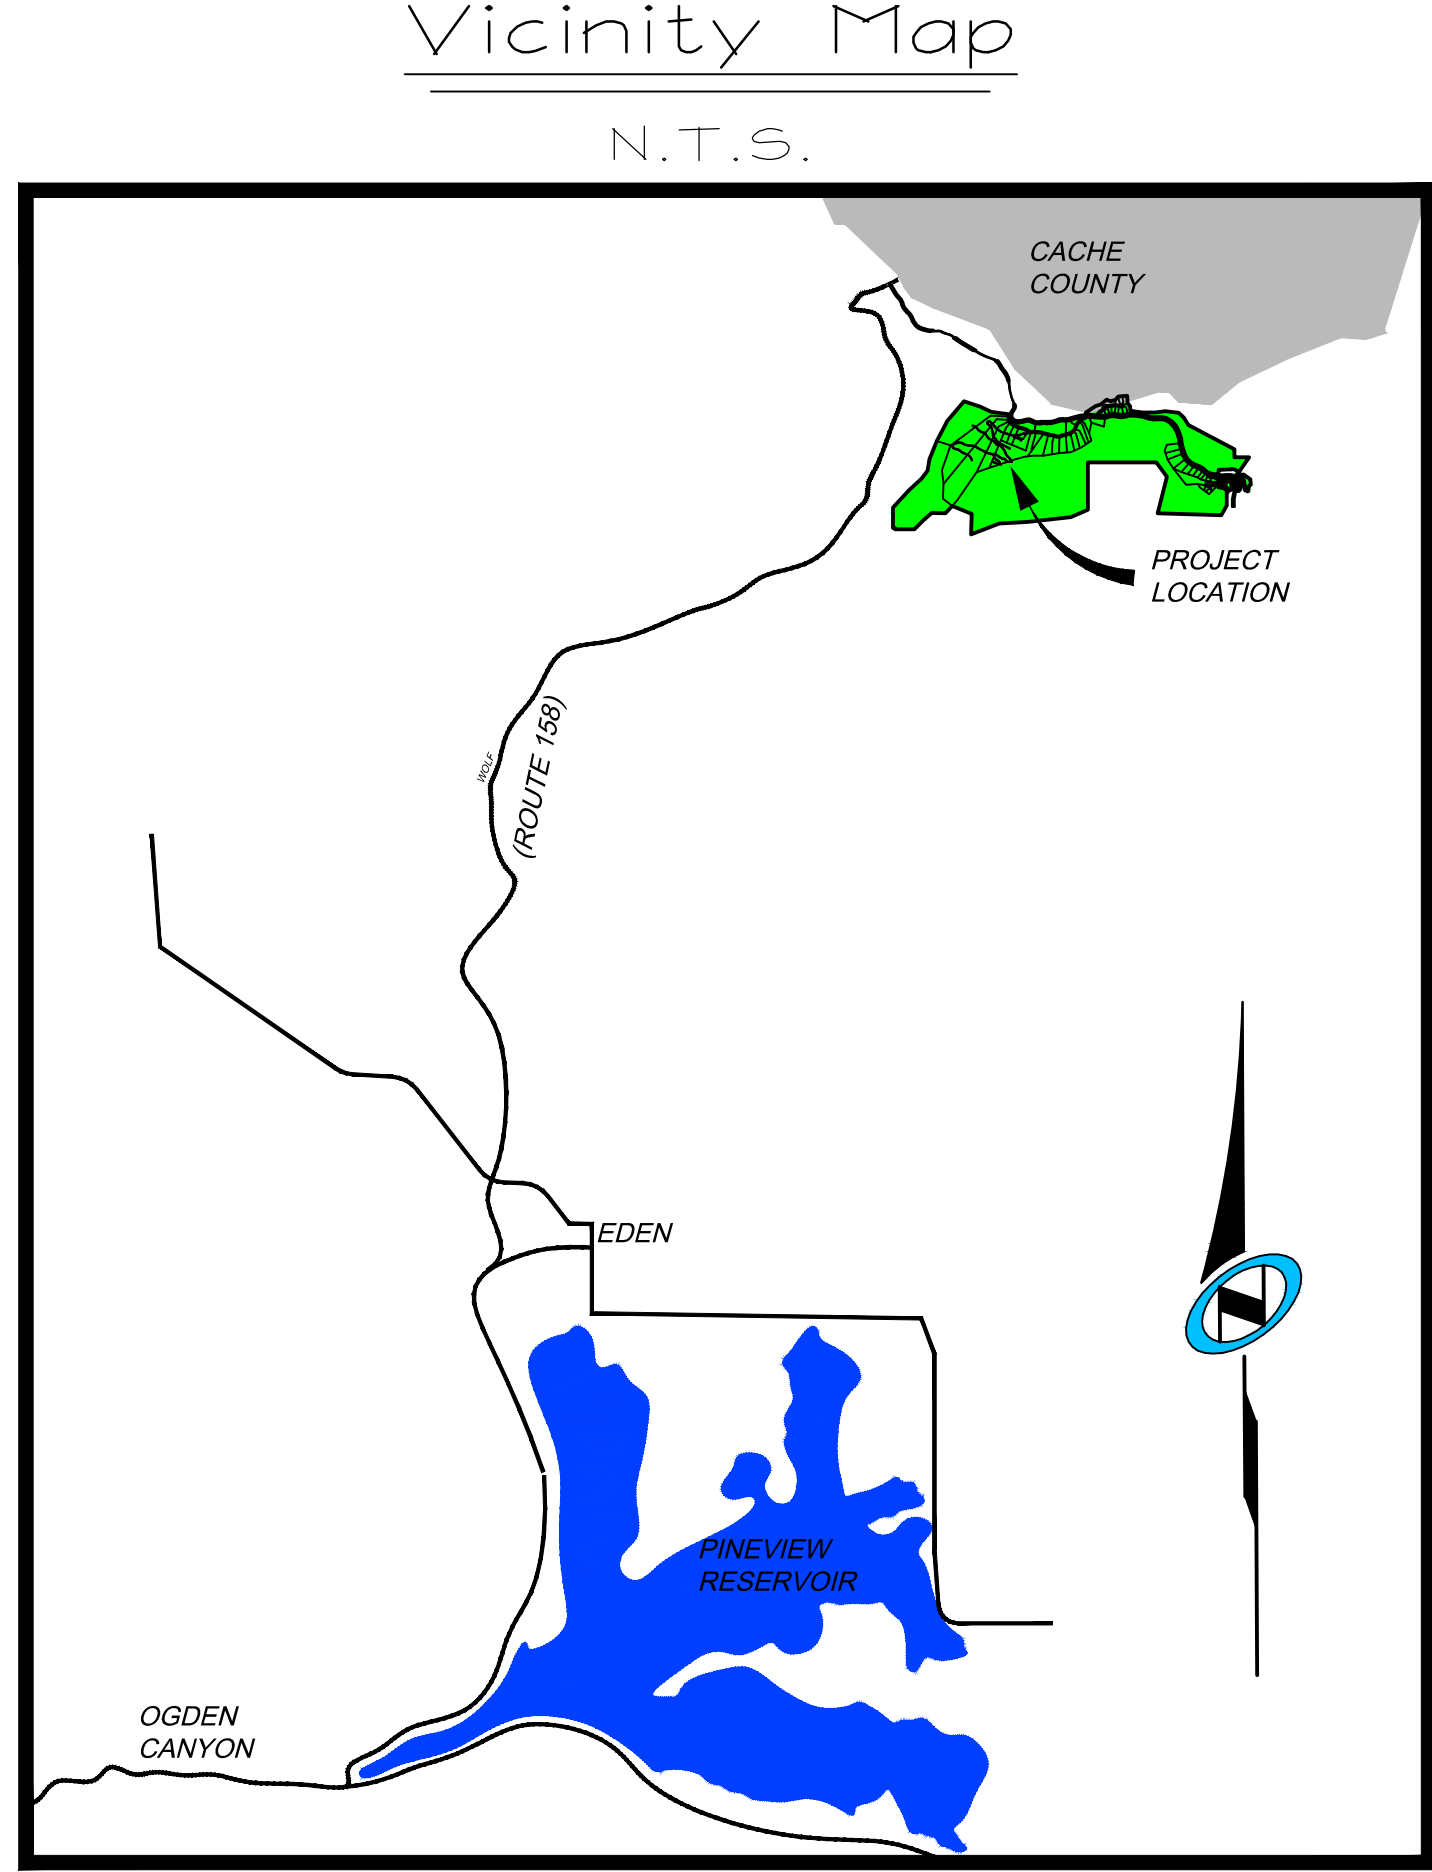 Vicinity Map
N.T.S.
CACHE
COUNTY
PROJECT
LOCATION
(ROUTE 158)
WOLF
EDEN
N
PINEVIEW
RESERVOIR
OGDEN
CANYON